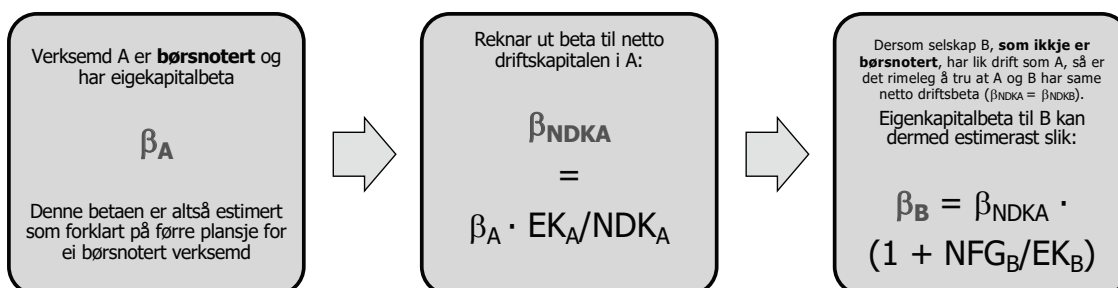 Verksemd A er børsnotert og
har eigekapitalbeta
βA
Denne betaen er altså estimert
som forklart på førre plansje for
ei børsnotert verksemd
Reknar ut beta til netto
driftskapitalen i A:
βNDKA
=
βA · EKA/NDKA
Dersom selskap B, som ikkje er
børsnotert, har lik drift som A, så er
det rimeleg å tru at A og B har same
netto driftsbeta (βNDKA = βNDKB).
Eigenkapitalbeta til B kan
dermed estimerast slik:
βB = βNDKA ·
(1 + NFGB/EKB)